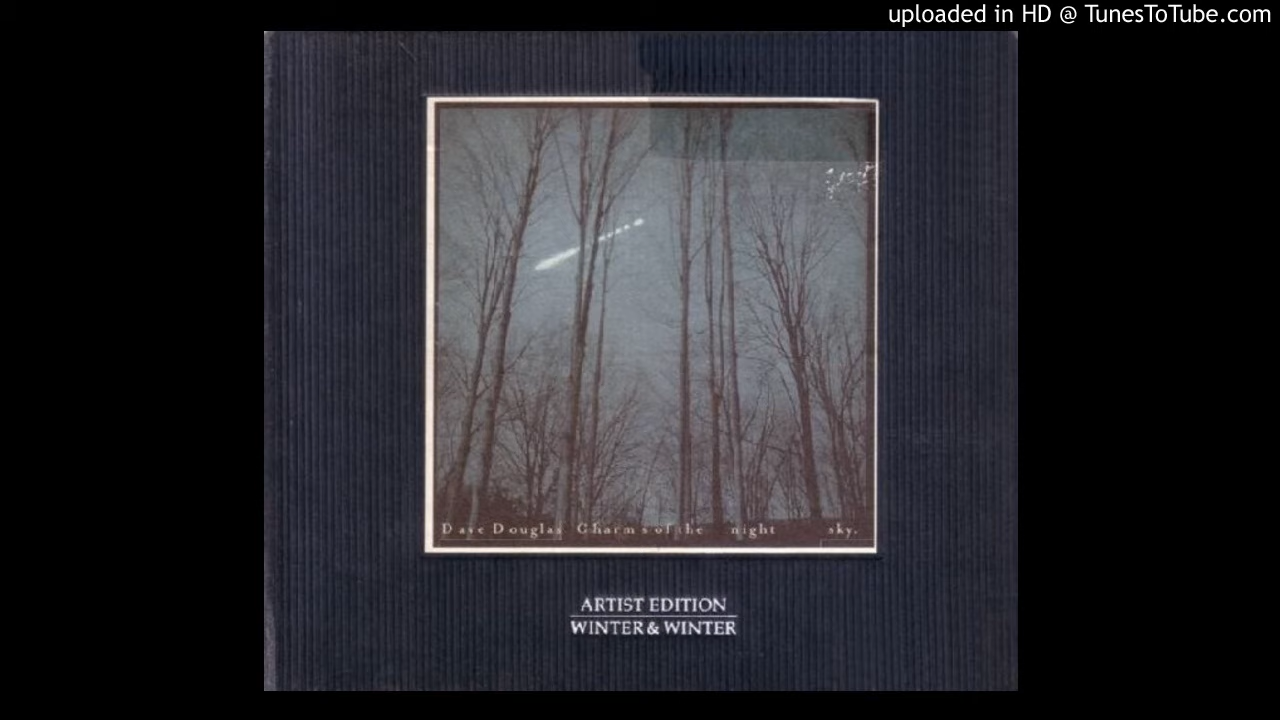 uploaded in HD @ TunesToTube.com
Dave Douglas Charms of the night sky.
ARTIST EDITION
WINTER & WINTER